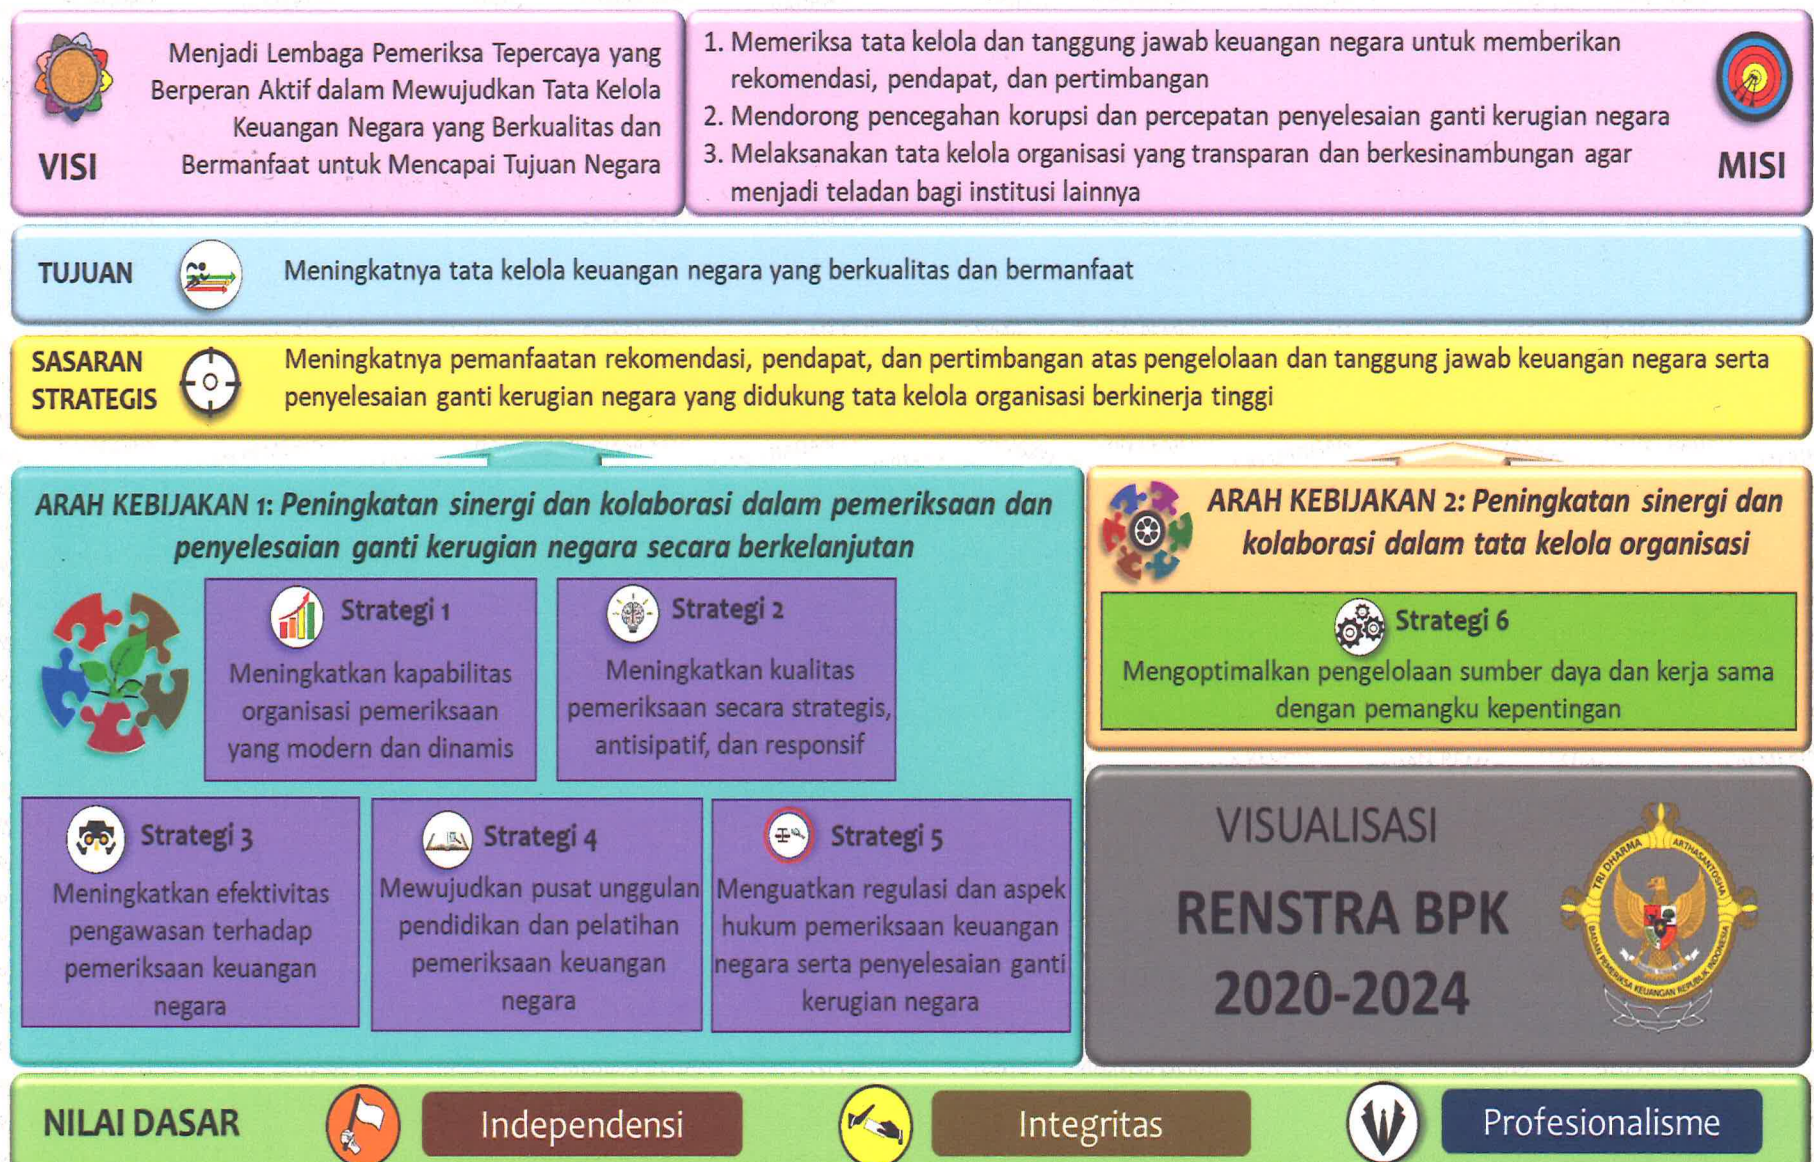 VISI
Menjadi Lembaga Pemeriksa Tepercaya yang
Berperan Aktif dalam Mewujudkan Tata Kelola
Keuangan Negara yang Berkualitas dan
Bermanfaat untuk Mencapai Tujuan Negara
1. Memeriksa tata kelola dan tanggung jawab keuangan negara untuk memberikan
rekomendasi, pendapat, dan pertimbangan
2. Mendorong pencegahan korupsi dan percepatan penyelesaian ganti kerugian negara
3. Melaksanakan tata kelola organisasi yang transparan dan berkesinambungan agar
menjadi teladan bagi institusi lainnya
MISI
TUJUAN
Meningkatnya tata kelola keuangan negara yang berkualitas dan bermanfaat
SASARAN
STRATEGIS
Meningkatnya pemanfaatan rekomendasi, pendapat, dan pertimbangan atas pengelolaan dan tanggung jawab keuangan negara serta
penyelesaian ganti kerugian negara yang didukung tata kelola organisasi berkinerja tinggi
ARAH KEBIJAKAN 1: Peningkatan sinergi dan kolaborasi dalam pemeriksaan dan
penyelesaian ganti kerugian negara secara berkelanjutan
Strategi 1
Meningkatkan kapabilitas
organisasi pemeriksaan
yang modern dan dinamis
Strategi 2
Meningkatkan kualitas
pemeriksaan secara strategis,
antisipatif, dan responsif
Strategi 3
Meningkatkan efektivitas
pengawasan terhadap
pemeriksaan keuangan
negara
Strategi 4
Mewujudkan pusat unggulan
pendidikan dan pelatihan
pemeriksaan keuangan
negara
Strategi 5
Menguatkan regulasi dan aspek
hukum pemeriksaan keuangan
negara serta penyelesaian ganti
kerugian negara
ARAH KEBIJAKAN 2: Peningkatan sinergi dan
kolaborasi dalam tata kelola organisasi
Strategi 6
Mengoptimalkan pengelolaan sumber daya dan kerja sama
dengan pemangku kepentingan
VISUALISASI
RENSTRA BPK
2020-2024
TRI DHARMA ARTHASANTOSHA
BADAN PEMERIKSA KEUANGAN REPUBLIK INDONESIA
NILAI DASAR
Independensi
Integritas
Profesionalisme